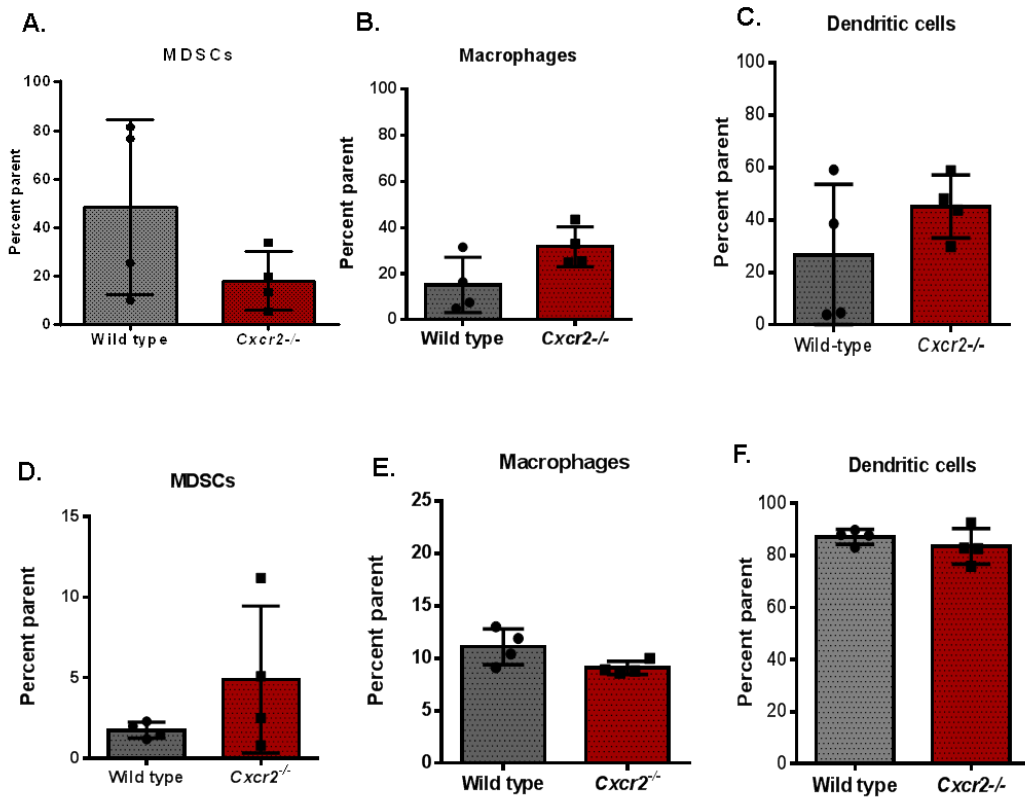 A.
MDSCs
Percent parent
100
80
60
40
20
0
Wild type
Cxcr2-/-
B.
Macrophages
Percent parent
100
80
60
40
20
0
Wild type
Cxcr2-/-
C.
Dendritic cells
Percent parent
100
80
60
40
20
0
Wild-type
Cxcr2-/-
D.
MDSCs
Percent parent
15
10
5
0
Wild type
Cxcr2-/-
E.
Macrophages
Percent parent
25
20
15
10
5
0
Wild type
Cxcr2-/-
F.
Dendritic cells
Percent parent
100
80
60
40
20
0
Wild type
Cxcr2-/-